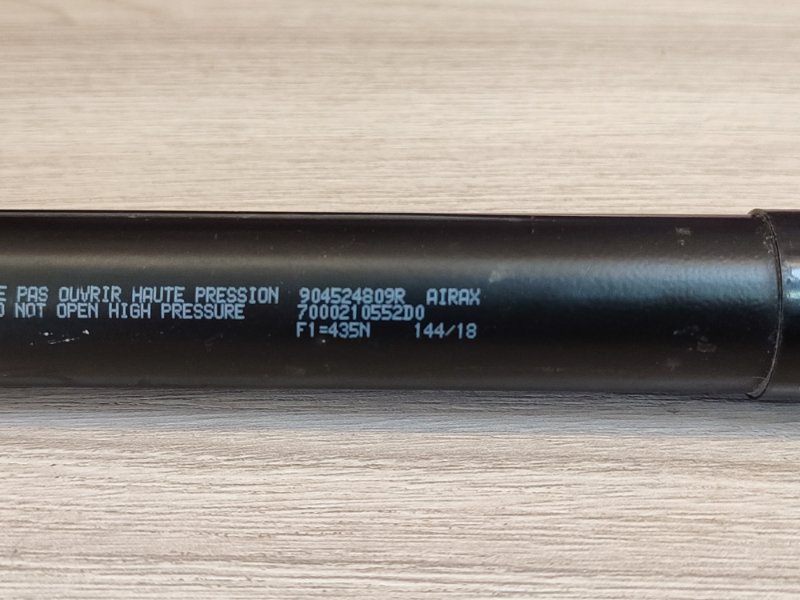 E PAS OUVRIR HAUTE PRESSION 904524809R AIRAX
O NOT OPEN HIGH PRESSURE 7000210552D0
F1=435N 144/18